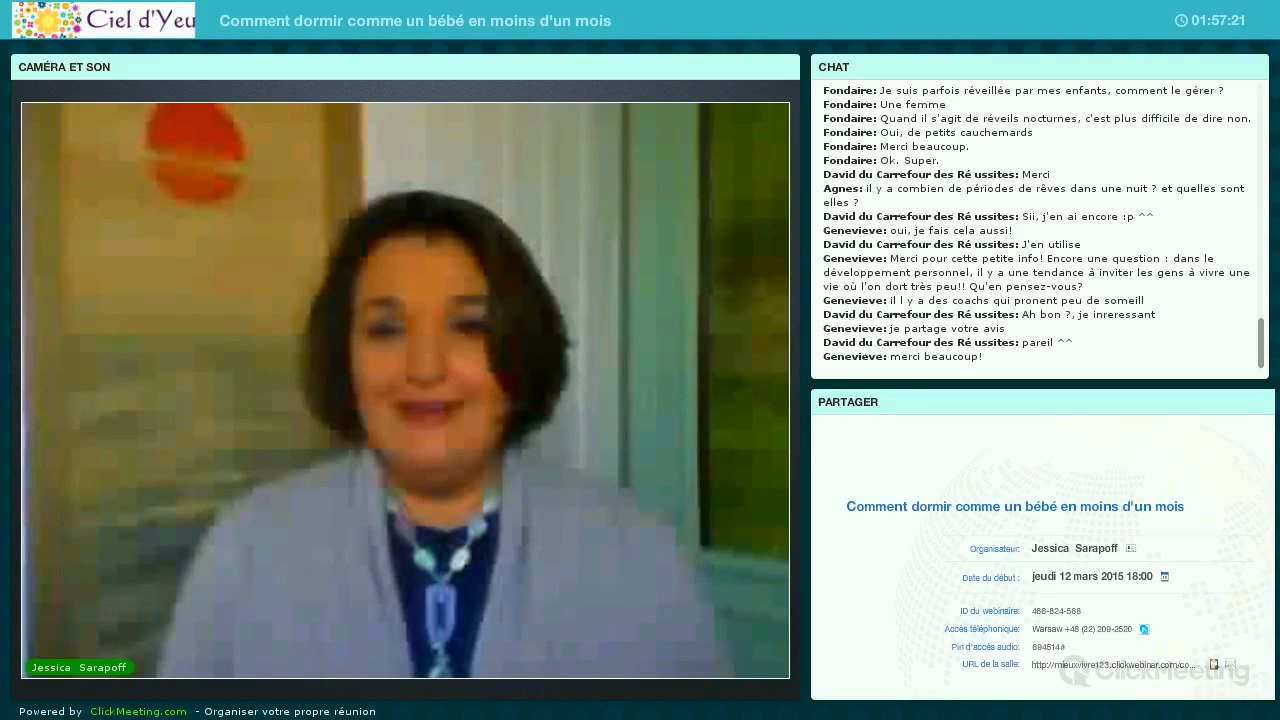 Ciel d'Yeu
Comment dormir comme un bébé en moins d'un mois
01:57:21
CAMÉRA ET SON
Jessica Sarapoff
CHAT
Fondaire: Je suis parfois réveillée par mes enfants, comment le gérer ?
Fondaire: Une femme
Fondaire: Quand il s'agit de réveils nocturnes, c'est plus difficile de dire non.
Fondaire: Oui, de petits cauchemards
Fondaire: Merci beaucoup.
Fondaire: Ok. Super.
David du Carrefour des Ré ussites: Merci
Agnes: il y a combien de périodes de rêves dans une nuit ? et quelles sont
elles ?
David du Carrefour des Ré ussites: Sii, j'en ai encore :p ^^
Genevieve: oui, je fais cela aussi!
David du Carrefour des Ré ussites: J'en utilise
Genevieve: Merci pour cette petite info! Encore une question : dans le
développement personnel, il y a une tendance à inviter les gens à vivre une
vie où l'on dort très peu!! Qu'en pensez-vous?
Genevieve: il l y a des coachs qui pronent peu de someill
David du Carrefour des Ré ussites: Ah bon ?, je inreressant
Genevieve: je partage votre avis
David du Carrefour des Ré ussites: pareil ^^
Genevieve: merci beaucoup!
PARTAGER
Comment dormir comme un bébé en moins d'un mois
Organisateur: Jessica Sarapoff
Date du début : jeudi 12 mars 2015 18:00
ID du webinaire: 486-824-568
Accès téléphonique: Warsaw +48 (22) 209-2520
Pin d'accès audio: 894514#
URL de la salle: http://mieuxvivre123.clickwebinar.com/co...
ClickMeeting
Powered by ClickMeeting.com - Organiser votre propre réunion